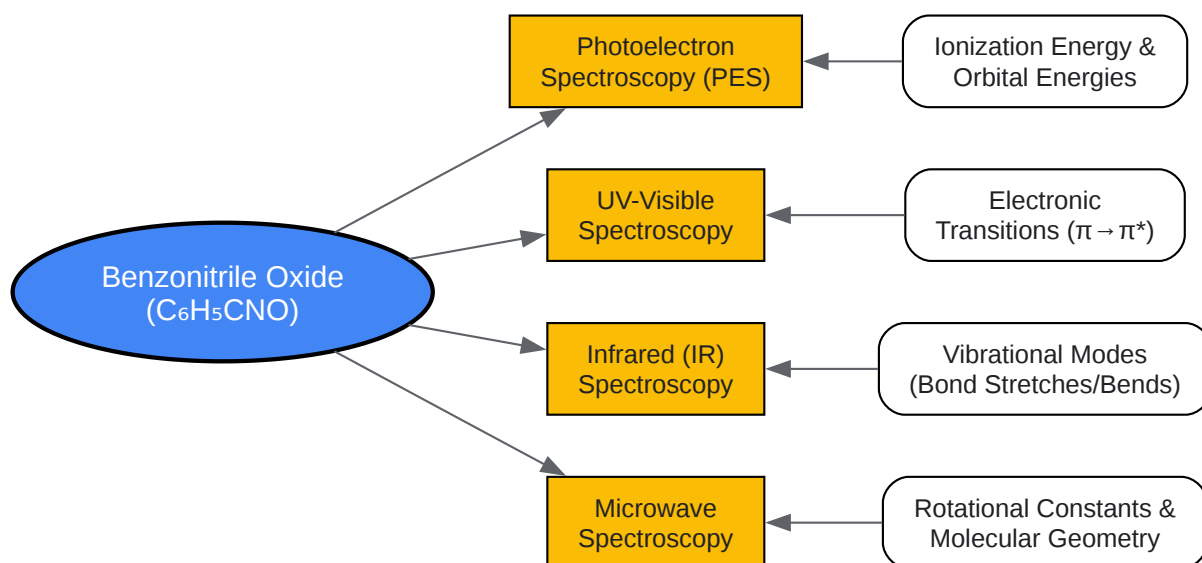 Photoelectron
Spectroscopy (PES)
Ionization Energy &
Orbital Energies
UV-Visible
Spectroscopy
Electronic
Transitions (π→π*)
Benzonitrile Oxide
(C₆H₅CNO)
Infrared (IR)
Spectroscopy
Vibrational Modes
(Bond Stretches/Bends)
Microwave
Spectroscopy
Rotational Constants &
Molecular Geometry